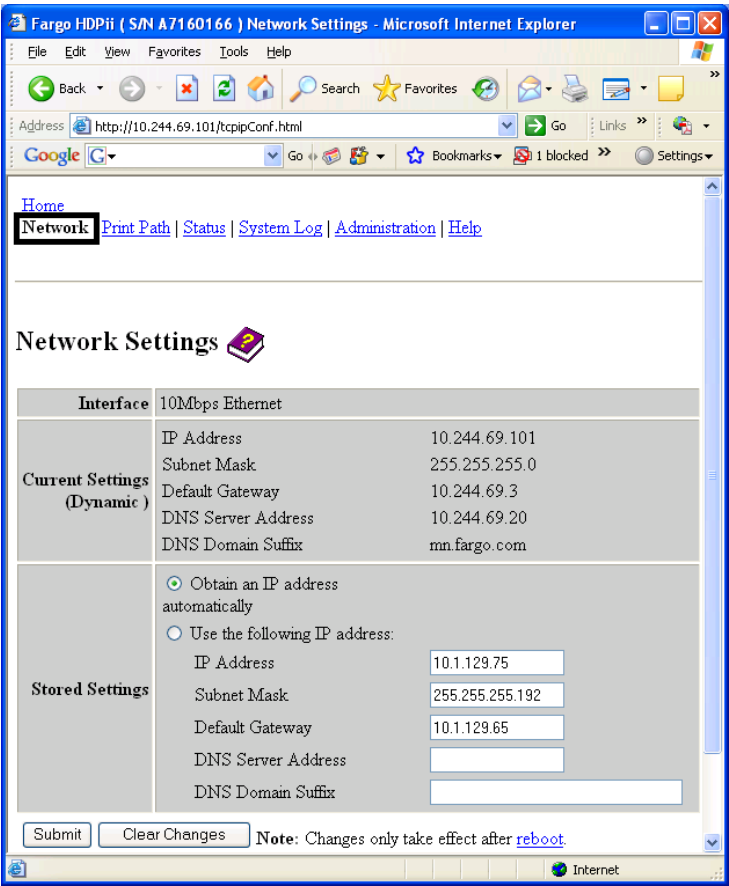 Fargo HDPii ( S/N A7160166 ) Network Settings - Microsoft Internet Explorer
File Edit View Favorites Tools Help
Back Search Favorites »
Address http://10.244.69.101/tcpipConf.html Go Links »
Google G Go Bookmarks 1 blocked » Settings
Home
Network Print Path | Status | System Log | Administration | Help
Network Settings ?
Interface 10Mbps Ethernet
Current Settings (Dynamic )
IP Address 10.244.69.101
Subnet Mask 255.255.255.0
Default Gateway 10.244.69.3
DNS Server Address 10.244.69.20
DNS Domain Suffix mn.fargo.com
Stored Settings
Obtain an IP address
automatically
Use the following IP address:
IP Address 10.1.129.75
Subnet Mask 255.255.255.192
Default Gateway 10.1.129.65
DNS Server Address
DNS Domain Suffix
Submit Clear Changes Note: Changes only take effect after reboot.
Internet